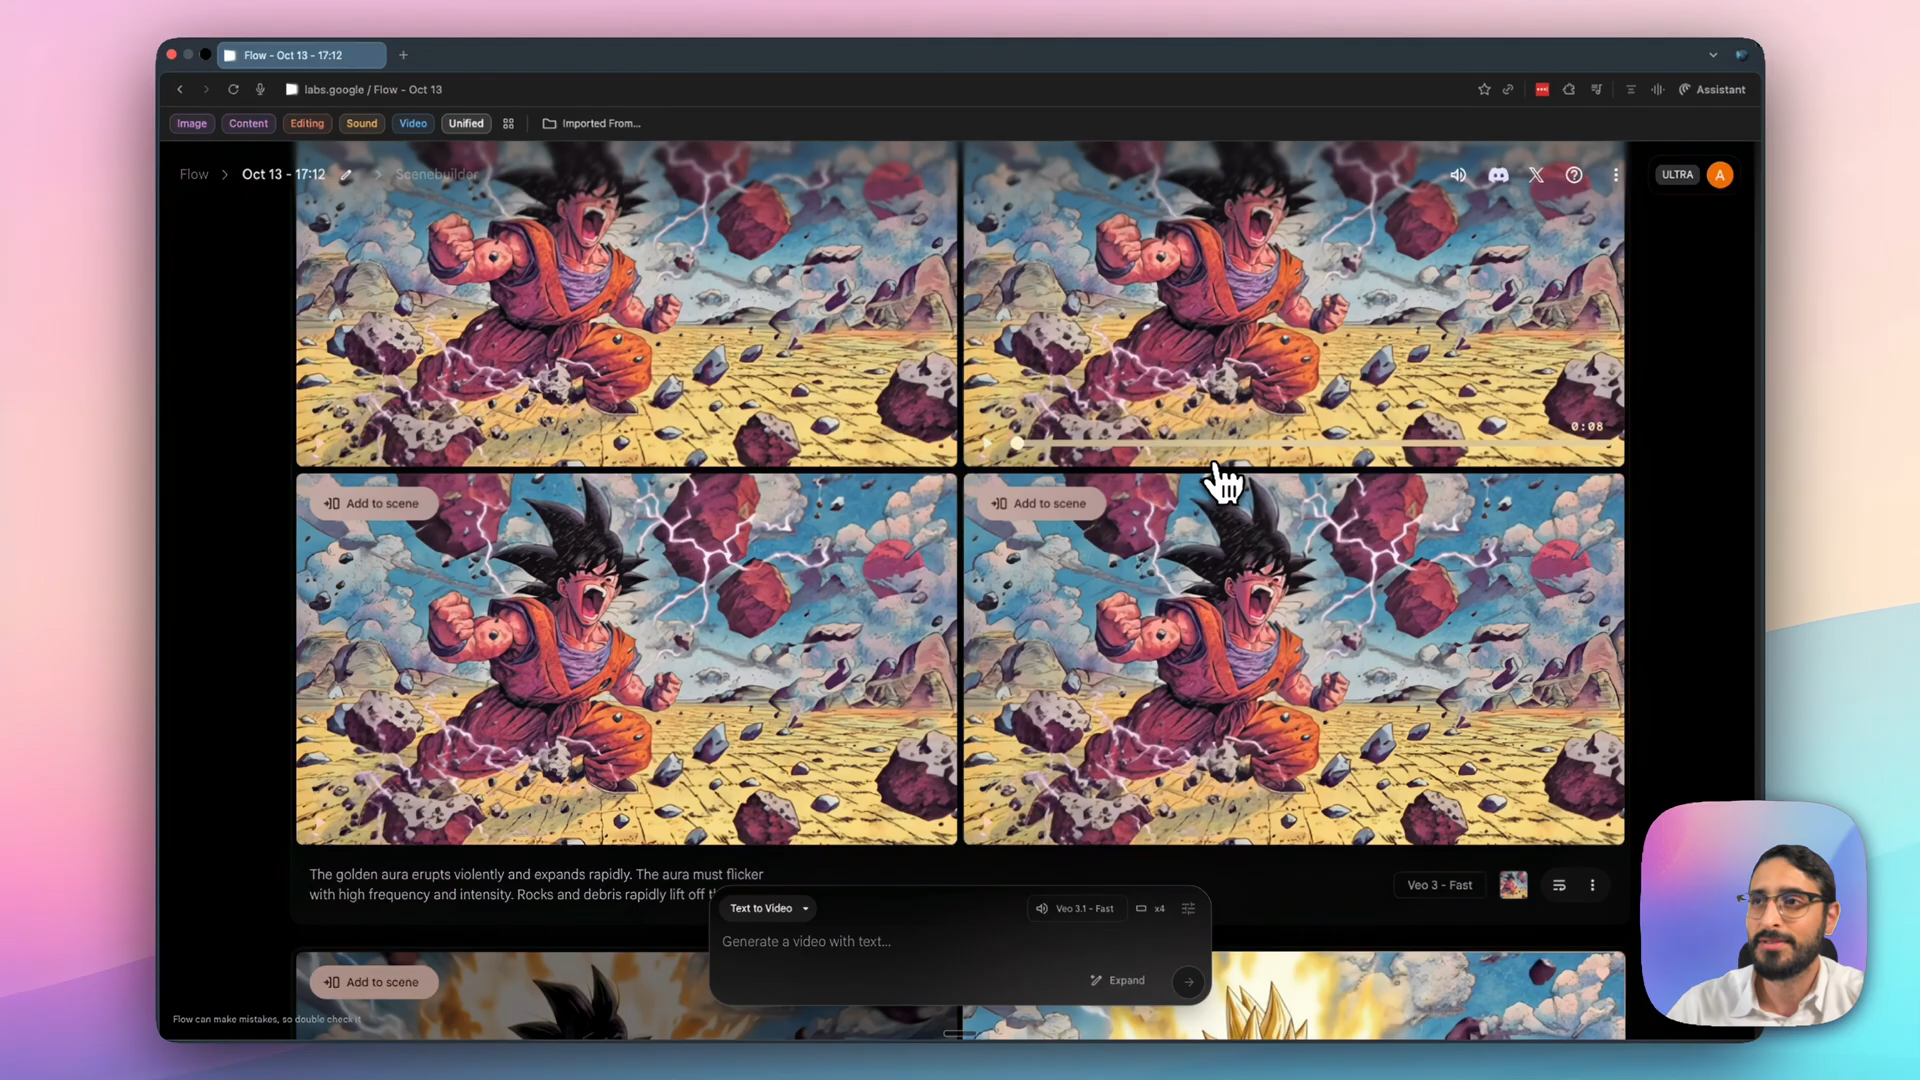 Flow - Oct 13 - 17:12
labs.google / Flow - Oct 13
Assistant
Image
Content
Editing
Sound
Video
Unified
Imported From...
Flow
Oct 13 - 17:12
Scenebuilder
ULTRA
A
0:08
Add to scene
Add to scene
The golden aura erupts violently and expands rapidly. The aura must flicker
with high frequency and intensity. Rocks and debris rapidly lift off
Veo 3 - Fast
Text to Video
Veo 3.1 - Fast
x4
Generate a video with text...
Expand
Add to scene
Flow can make mistakes, so double check it